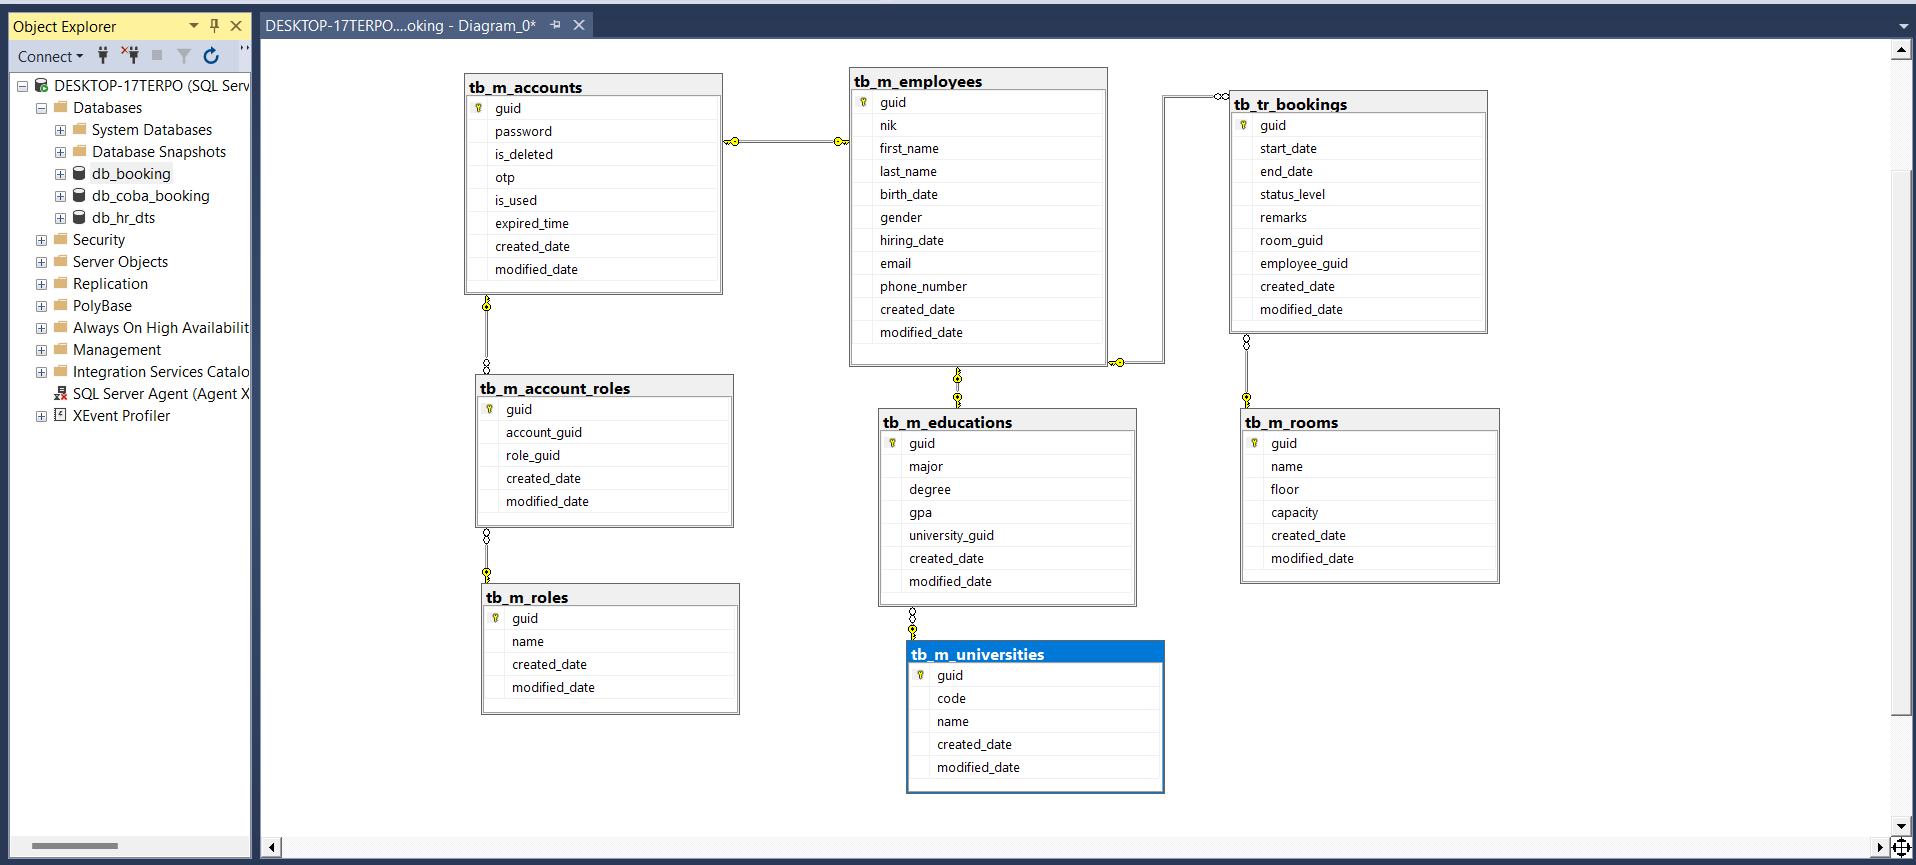 Object Explorer
Connect
DESKTOP-17TERPO (SQL Serv
Databases
System Databases
Database Snapshots
db_booking
db_coba_booking
db_hr_dts
Security
Server Objects
Replication
PolyBase
Always On High Availabilit
Management
Integration Services Catalo
SQL Server Agent (Agent X
XEvent Profiler
DESKTOP-17TERPO....oking - Diagram_0*
tb_m_accounts
guid
password
is_deleted
otp
is_used
expired_time
created_date
modified_date
tb_m_account_roles
guid
account_guid
role_guid
created_date
modified_date
tb_m_roles
guid
name
created_date
modified_date
tb_m_employees
guid
nik
first_name
last_name
birth_date
gender
hiring_date
email
phone_number
created_date
modified_date
tb_m_educations
guid
major
degree
gpa
university_guid
created_date
modified_date
tb_m_universities
guid
code
name
created_date
modified_date
tb_tr_bookings
guid
start_date
end_date
status_level
remarks
room_guid
employee_guid
created_date
modified_date
tb_m_rooms
guid
name
floor
capacity
created_date
modified_date